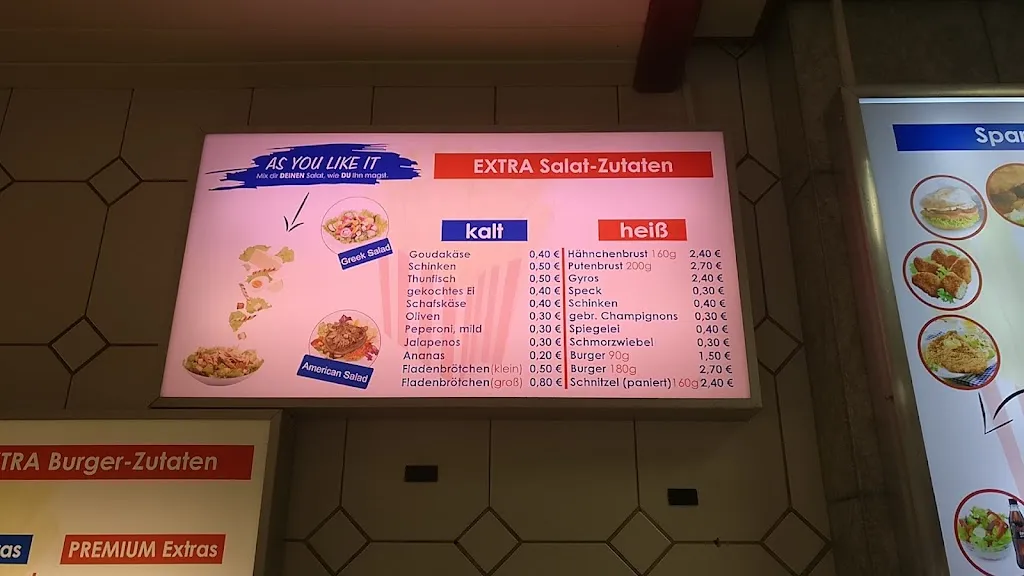 AS YOU LIKE IT
Mix dir DEINEN Salat, wie DU ihn magst.
EXTRA Salat-Zutaten
Greek Salad
American Salad
kalt
Goudakäse 0,40 €
Schinken 0,50 €
Thunfisch 0,50 €
gekochtes Ei 0,40 €
Schafskäse 0,40 €
Oliven 0,30 €
Peperoni, mild 0,30 €
Jalapenos 0,30 €
Ananas 0,20 €
Fladenbrötchen(klein) 0,50 €
Fladenbrötchen(groß) 0,80 €
heiß
Hähnchenbrust 160g 2,40 €
Putenbrust 200g 2,70 €
Gyros 2,40 €
Speck 0,30 €
Schinken 0,40 €
gebr. Champignons 0,30 €
Spiegelei 0,40 €
Schmorzwiebel 0,30 €
Burger 90g 1,50 €
Burger 180g 2,70 €
Schnitzel (paniert)160g 2,40 €
TRA Burger-Zutaten
ras
PREMIUM Extras
Spar